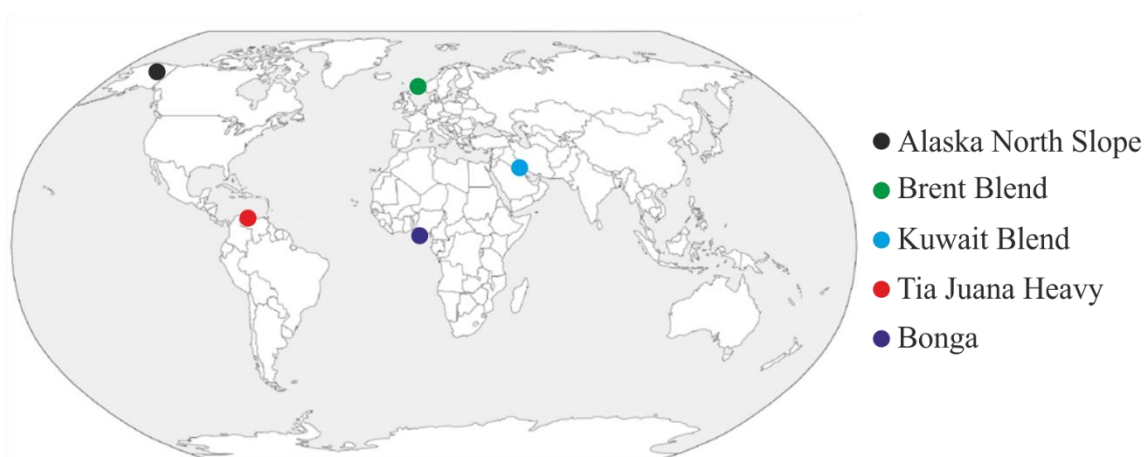 Alaska North Slope
Brent Blend
Kuwait Blend
Tia Juana Heavy
Bonga